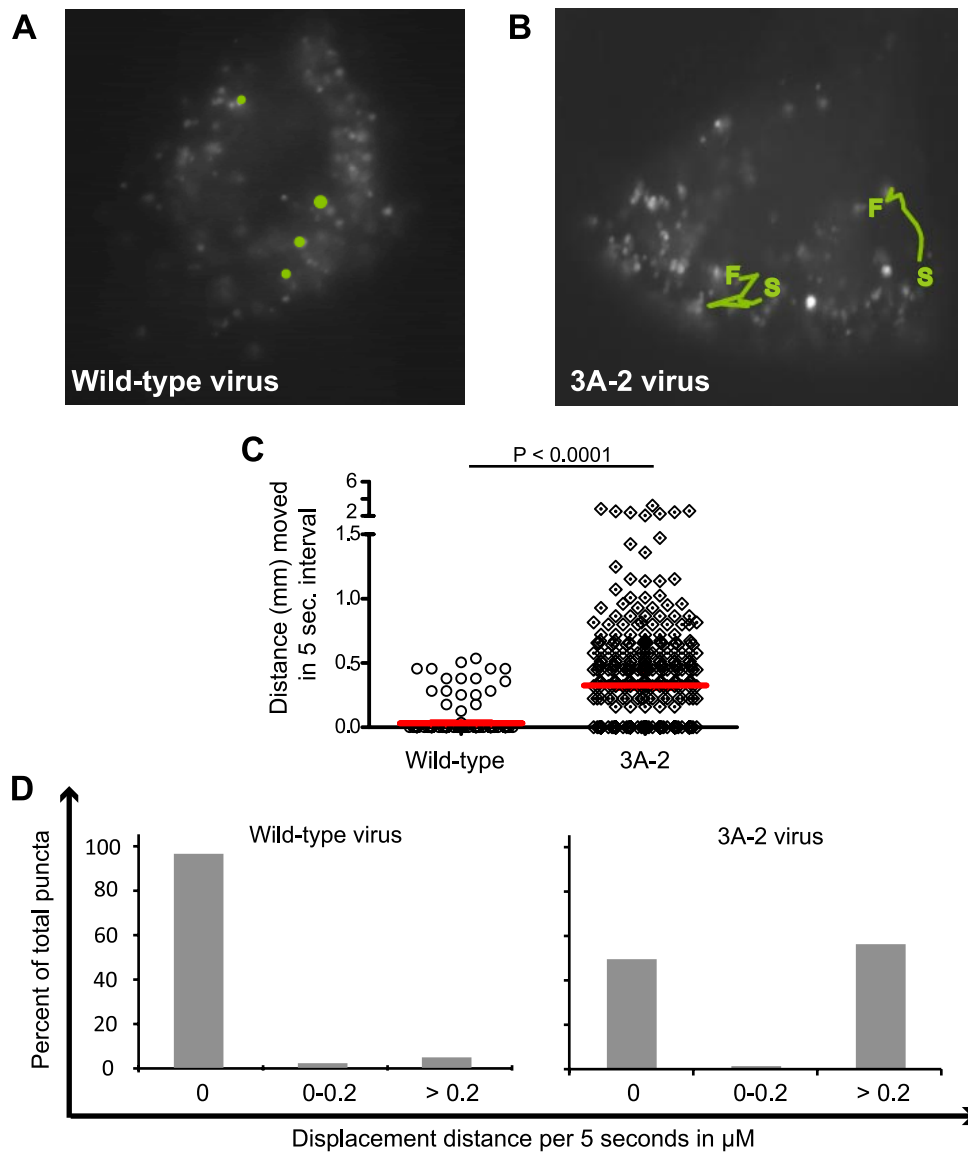 A
Wild-type virus
B
F
S
F
S
3A-2 virus
C
P < 0.0001
Distance (mm) moved
in 5 sec. interval
6
2
1.5
1.0
0.5
0.0
Wild-type
3A-2
D
Percent of total puncta
Wild-type virus
100
80
60
40
20
0
0
0-0.2
> 0.2
3A-2 virus
0
0-0.2
> 0.2
Displacement distance per 5 seconds in µM